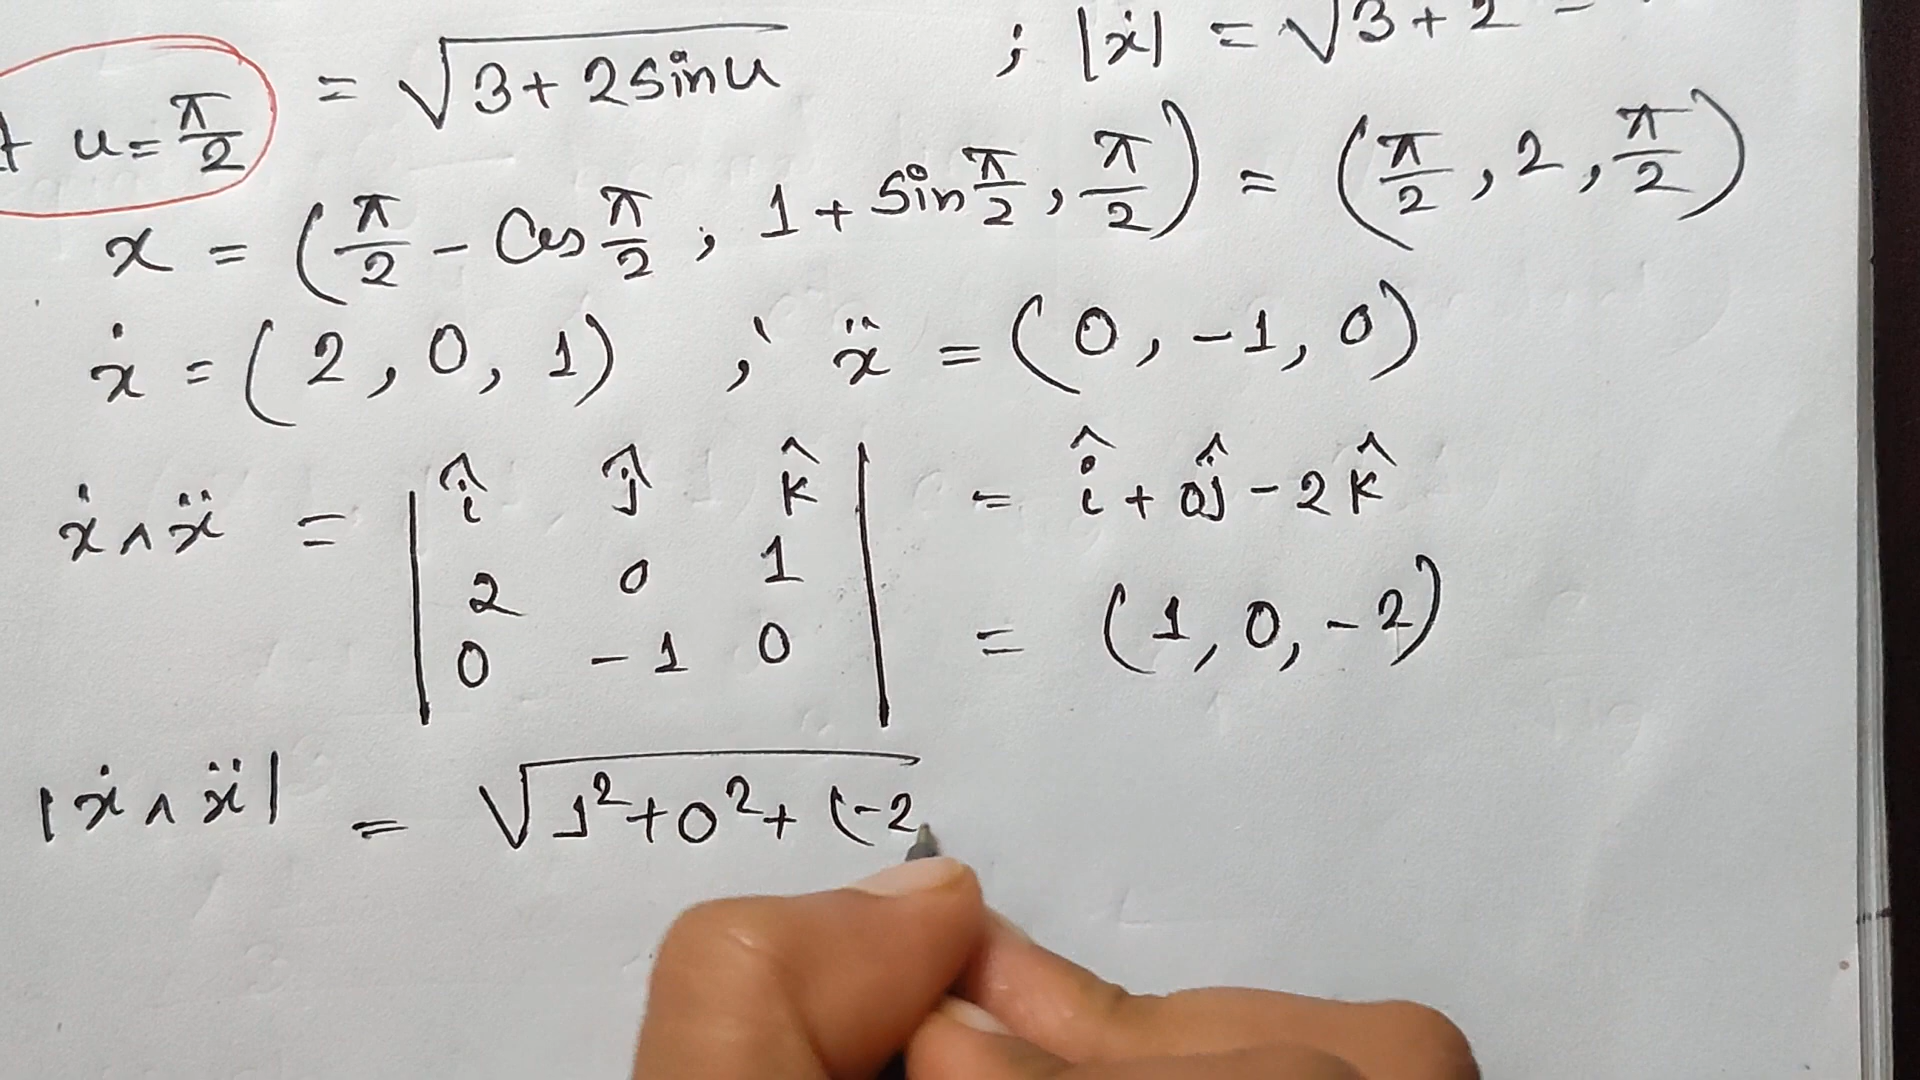 = √3+2sinu ; |ẋ| = √3+2 =
u=π/2
x = (π/2 - Cos π/2, 1 + sin π/2, π/2) = (π/2, 2, π/2)
ẋ = (2, 0, 1) ; ẍ = (0, -1, 0)
ẋ∧ẍ = | î ĵ k̂ | = î + 0ĵ - 2k̂
2 0 1
0 -1 0 = (1, 0, -2)
|ẋ∧ẍ| = √1²+0²+(-2